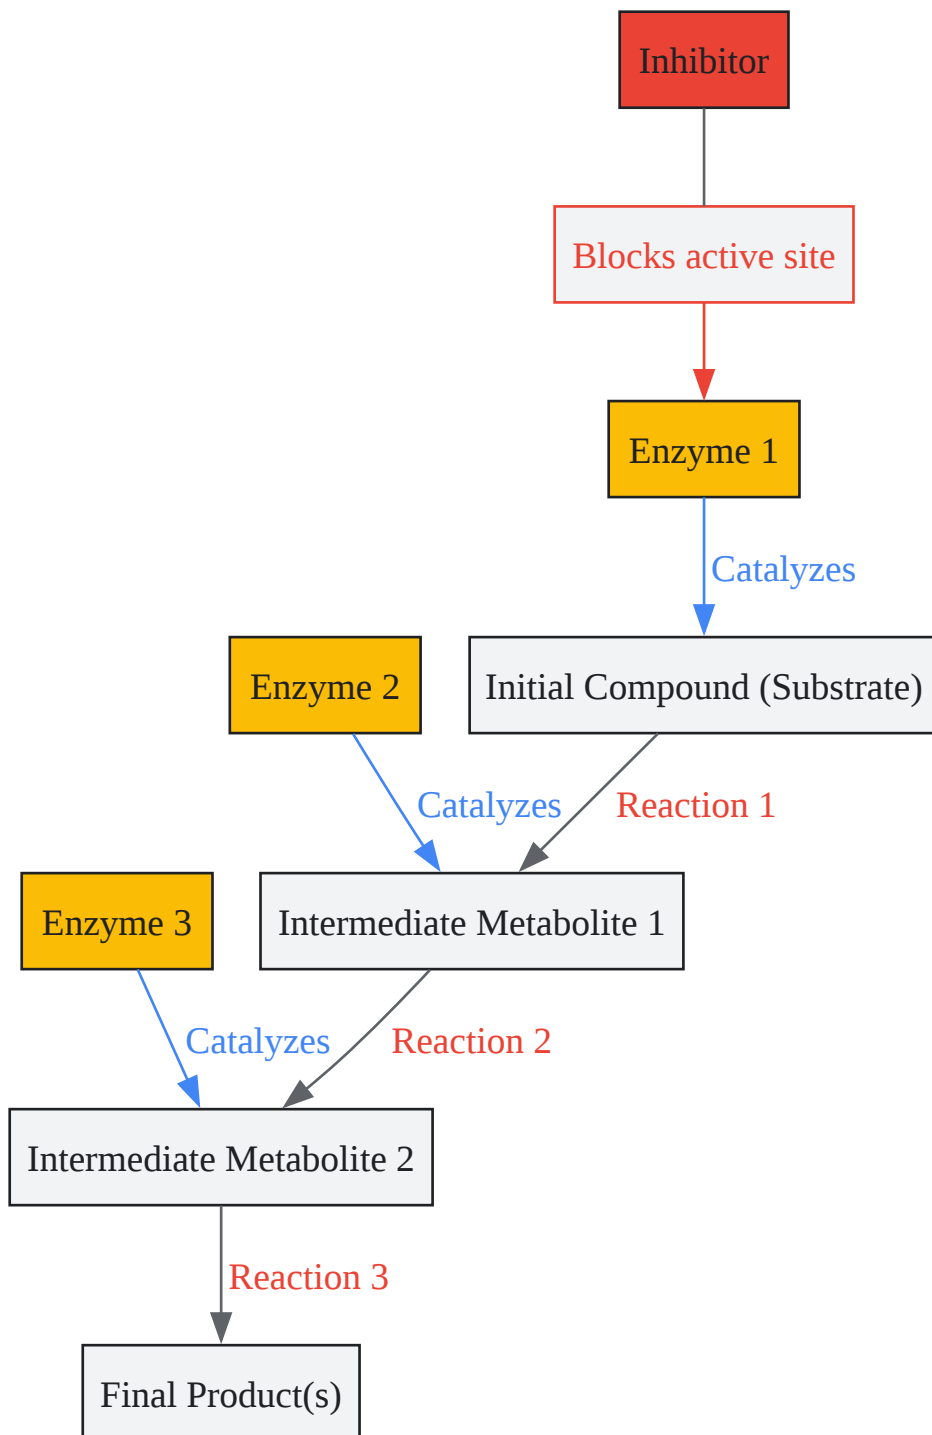 Inhibitor
Blocks active site
Enzyme 1
Catalyzes
Enzyme 2
Initial Compound (Substrate)
Catalyzes
Reaction 1
Enzyme 3
Intermediate Metabolite 1
Catalyzes
Reaction 2
Intermediate Metabolite 2
Reaction 3
Final Product(s)